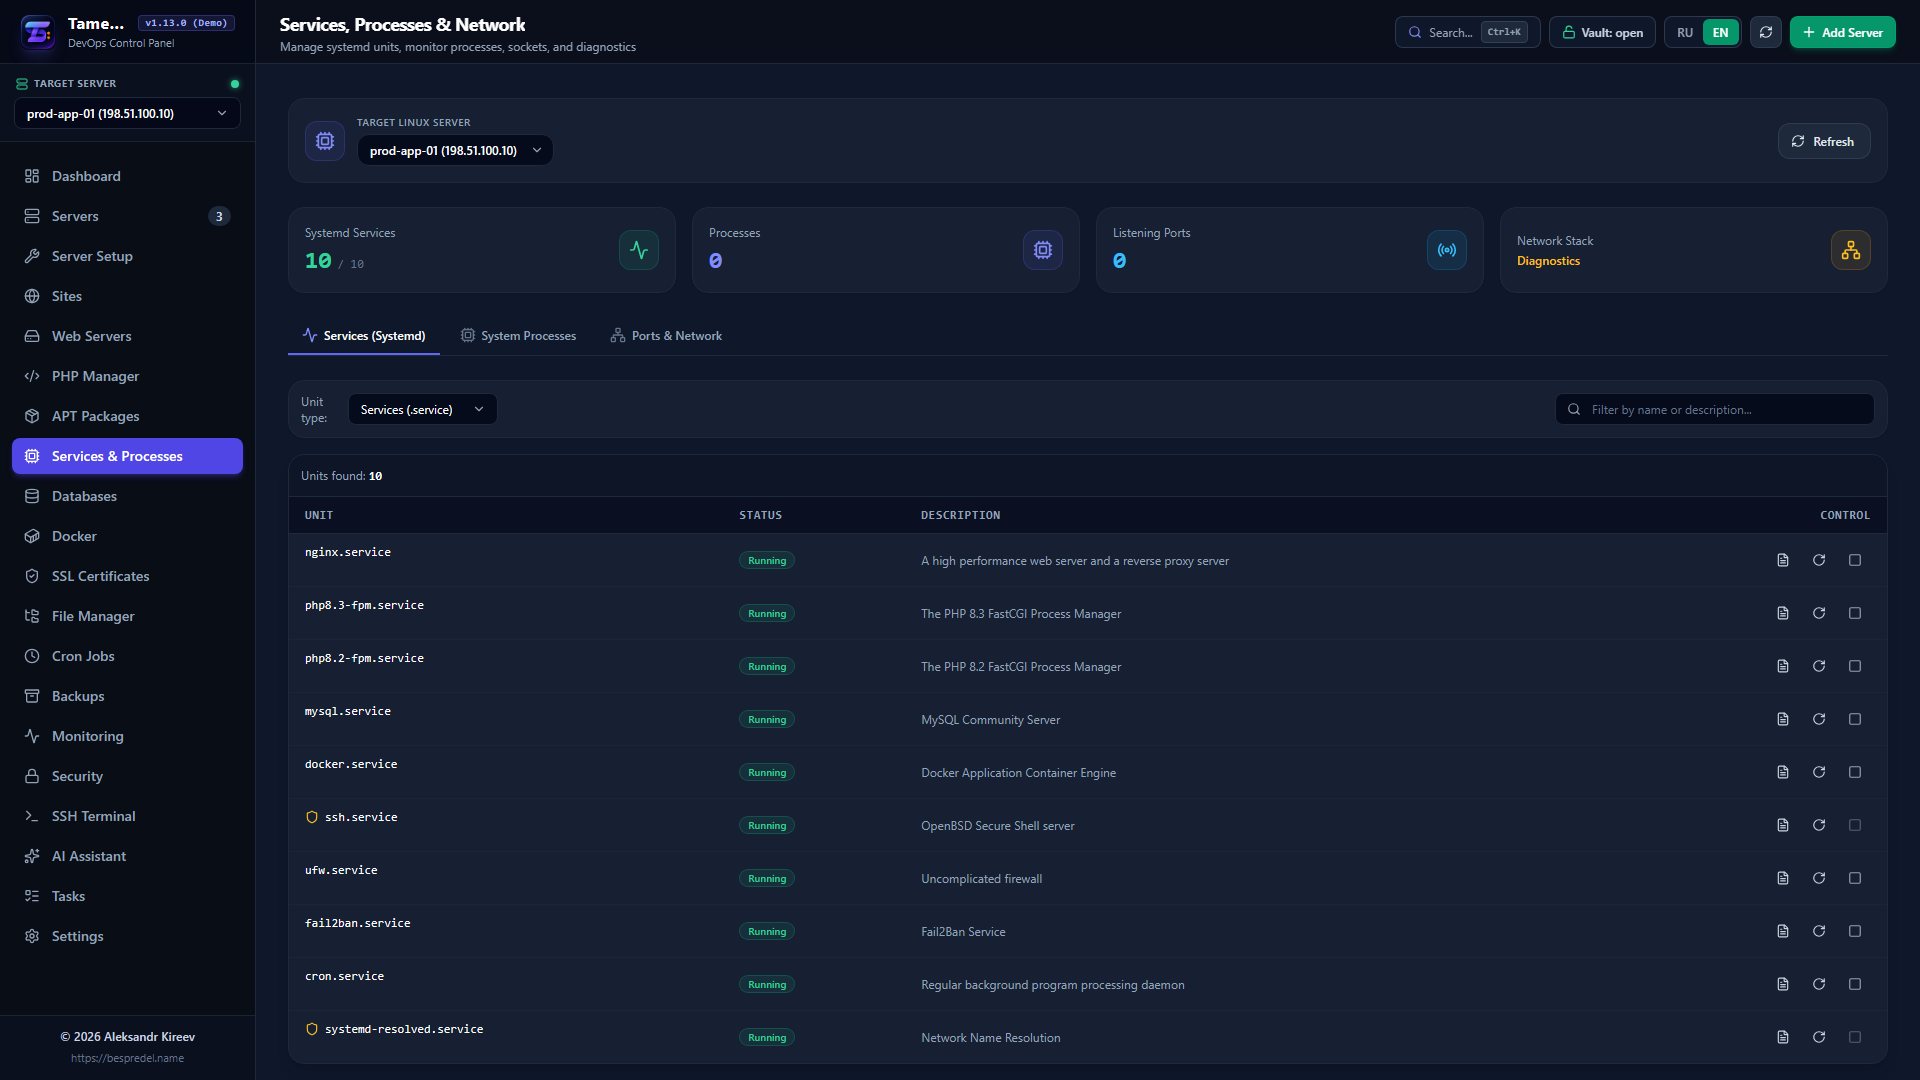 Tame...
v1.13.0 (Demo)
DevOps Control Panel
TARGET SERVER
prod-app-01 (198.51.100.10)
Dashboard
Servers
3
Server Setup
Sites
Web Servers
PHP Manager
APT Packages
Services & Processes
Databases
Docker
SSL Certificates
File Manager
Cron Jobs
Backups
Monitoring
Security
SSH Terminal
AI Assistant
Tasks
Settings
© 2026 Aleksandr Kireev
https://bespredel.name
Services, Processes & Network
Manage systemd units, monitor processes, sockets, and diagnostics
Search...
Ctrl+K
Vault: open
RU
EN
Add Server
TARGET LINUX SERVER
prod-app-01 (198.51.100.10)
Refresh
Systemd Services
10 / 10
Processes
0
Listening Ports
0
Network Stack
Diagnostics
Services (Systemd)
System Processes
Ports & Network
Unit type:
Services (.service)
Filter by name or description...
Units found: 10
UNIT STATUS DESCRIPTION CONTROL
nginx.service Running A high performance web server and a reverse proxy server
php8.3-fpm.service Running The PHP 8.3 FastCGI Process Manager
php8.2-fpm.service Running The PHP 8.2 FastCGI Process Manager
mysql.service Running MySQL Community Server
docker.service Running Docker Application Container Engine
ssh.service Running OpenBSD Secure Shell server
ufw.service Running Uncomplicated firewall
fail2ban.service Running Fail2Ban Service
cron.service Running Regular background program processing daemon
systemd-resolved.service Running Network Name Resolution